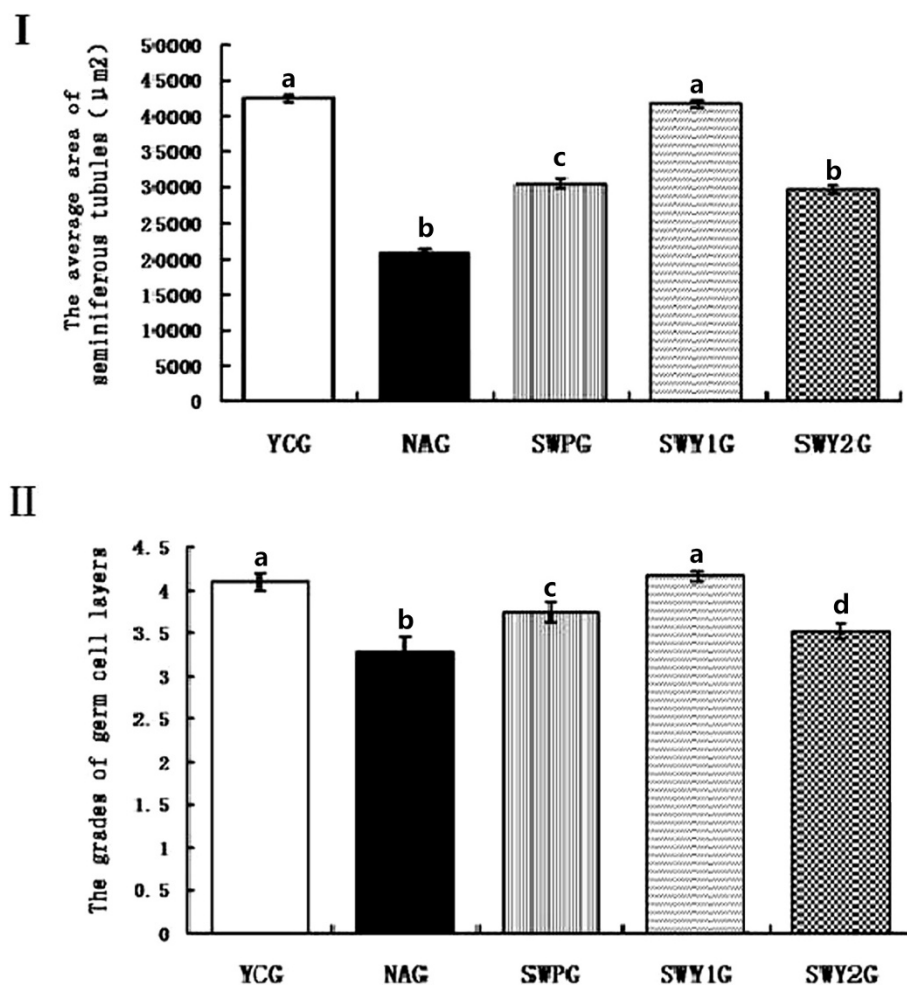 I
The average area of
seminiferous tubules (μm2)
50000
45000
40000
35000
30000
25000
20000
15000
10000
5000
0
a
b
c
a
b
YCG NAG SWPG SWY1G SWY2G
II
The grades of germ cell layers
4.5
4
3.5
3
2.5
2
1.5
1
0.5
0
a
b
c
a
d
YCG NAG SWPG SWY1G SWY2G